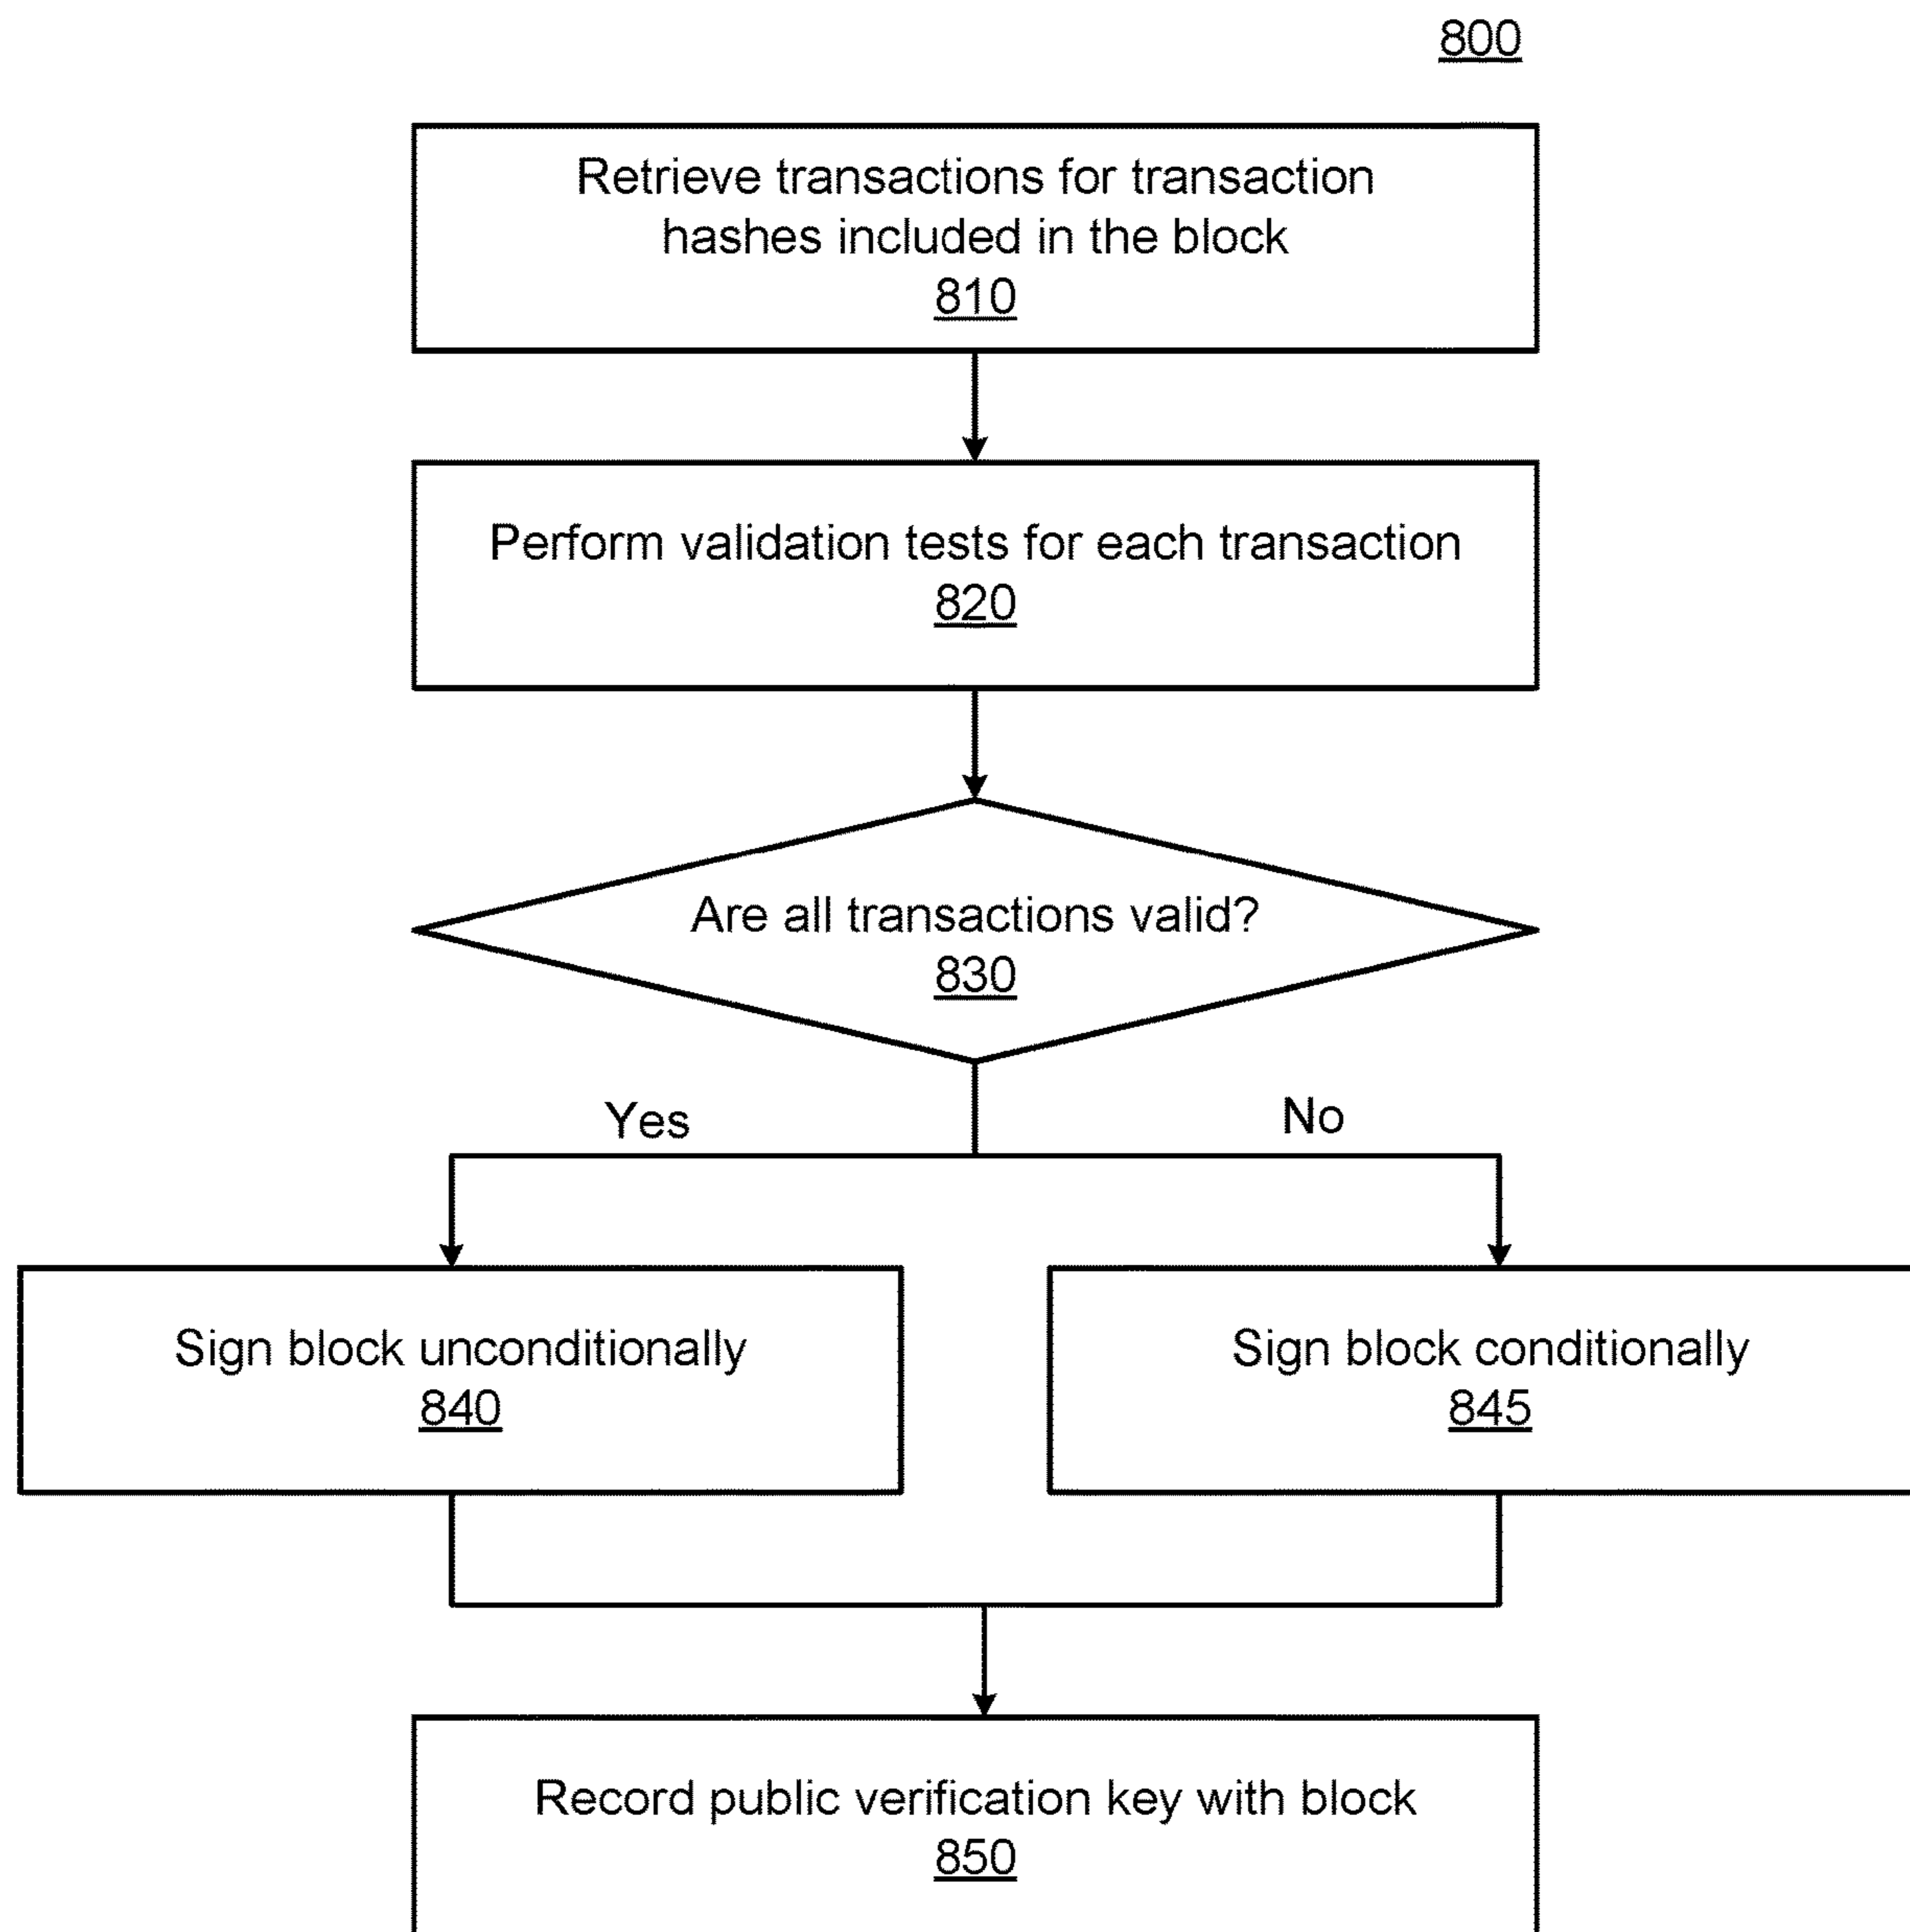 800
Retrieve transactions for transaction
hashes included in the block
810
Perform validation tests for each transaction
820
Are all transactions valid?
830
Yes
No
Sign block unconditionally
840
Sign block conditionally
845
Record public verification key with block
850